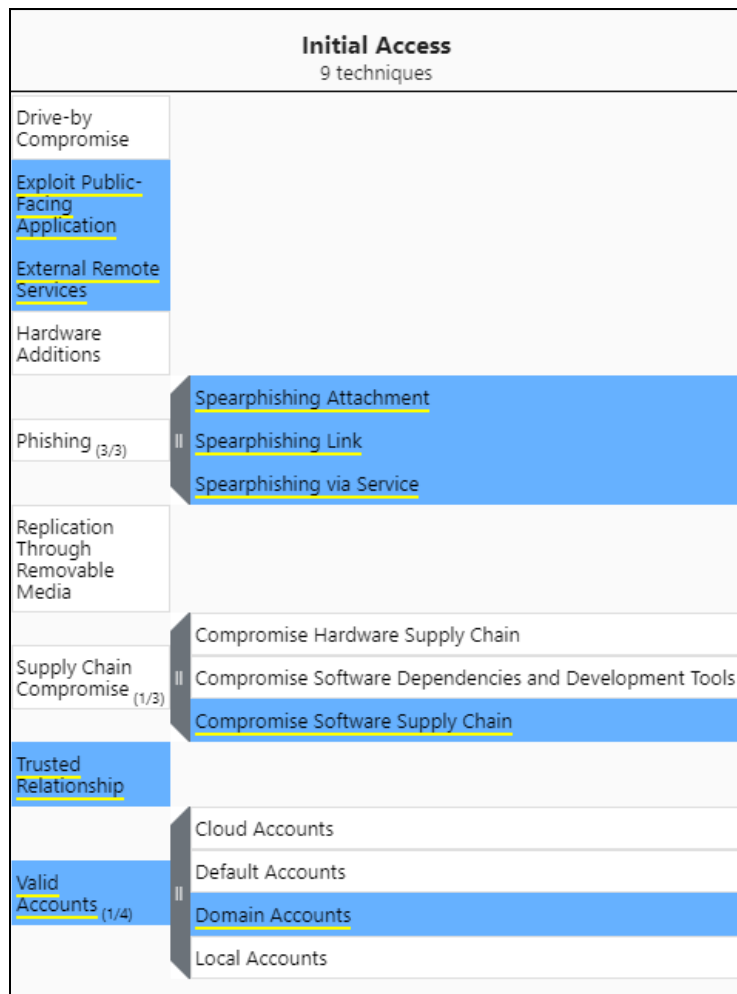 Initial Access
9 techniques
Drive-by
Compromise
Exploit Public-
Facing
Application
External Remote
Services
Hardware
Additions
Phishing (3/3)
Spearphishing Attachment
Spearphishing Link
Spearphishing via Service
Replication
Through
Removable
Media
Supply Chain
Compromise (1/3)
Compromise Hardware Supply Chain
Compromise Software Dependencies and Development Tools
Compromise Software Supply Chain
Trusted
Relationship
Valid
Accounts (1/4)
Cloud Accounts
Default Accounts
Domain Accounts
Local Accounts